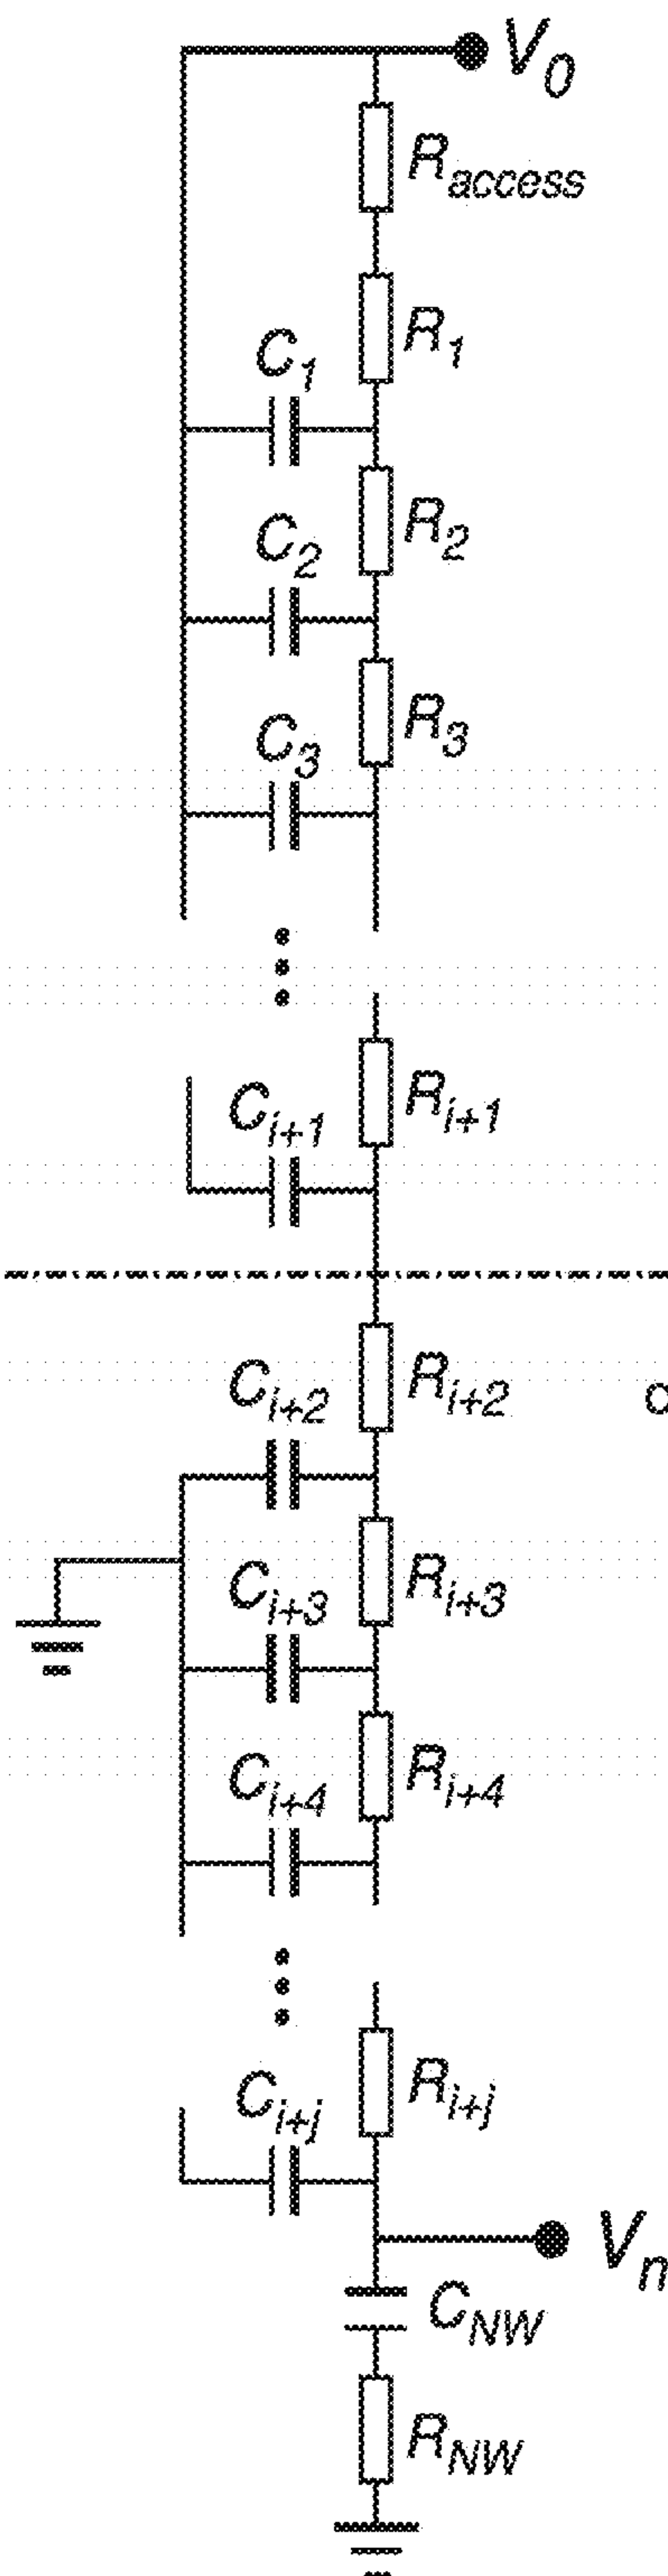 V0
Raccess
R1
C1
R2
C2
R3
C3
Ri+1
Ci+1
Ri+2
Ci+2
Ri+3
Ci+3
Ri+4
Ci+4
Ri+j
Ci+j
Vn
CNW
RNW